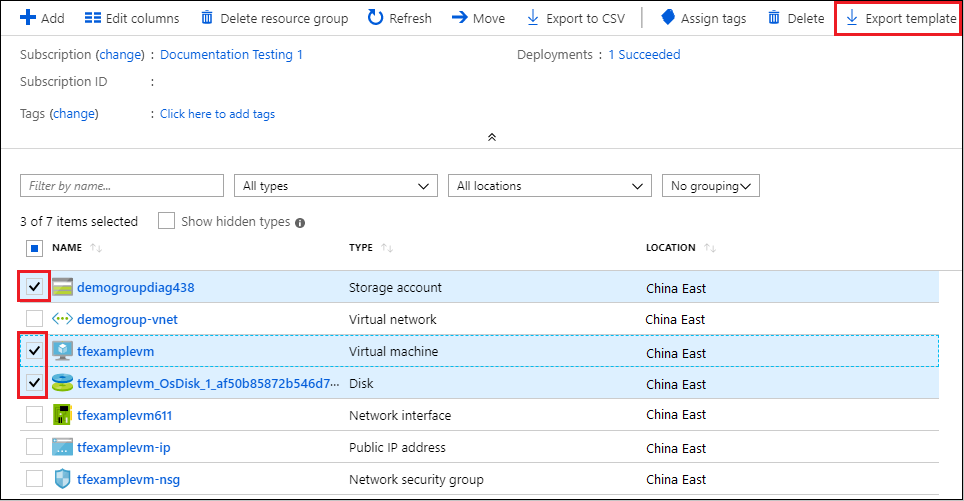 Add Edit columns Delete resource group Refresh Move Export to CSV Assign tags Delete Export template
Subscription (change) : Documentation Testing 1 Deployments : 1 Succeeded
Subscription ID :
Tags (change) : Click here to add tags
Filter by name... All types All locations No grouping
3 of 7 items selected Show hidden types
NAME TYPE LOCATION
demogroupdiag438 Storage account China East
demogroup-vnet Virtual network China East
tfexamplevm Virtual machine China East
tfexamplevm_OsDisk_1_af50b85872b546d7··· Disk China East
tfexamplevm611 Network interface China East
tfexamplevm-ip Public IP address China East
tfexamplevm-nsg Network security group China East